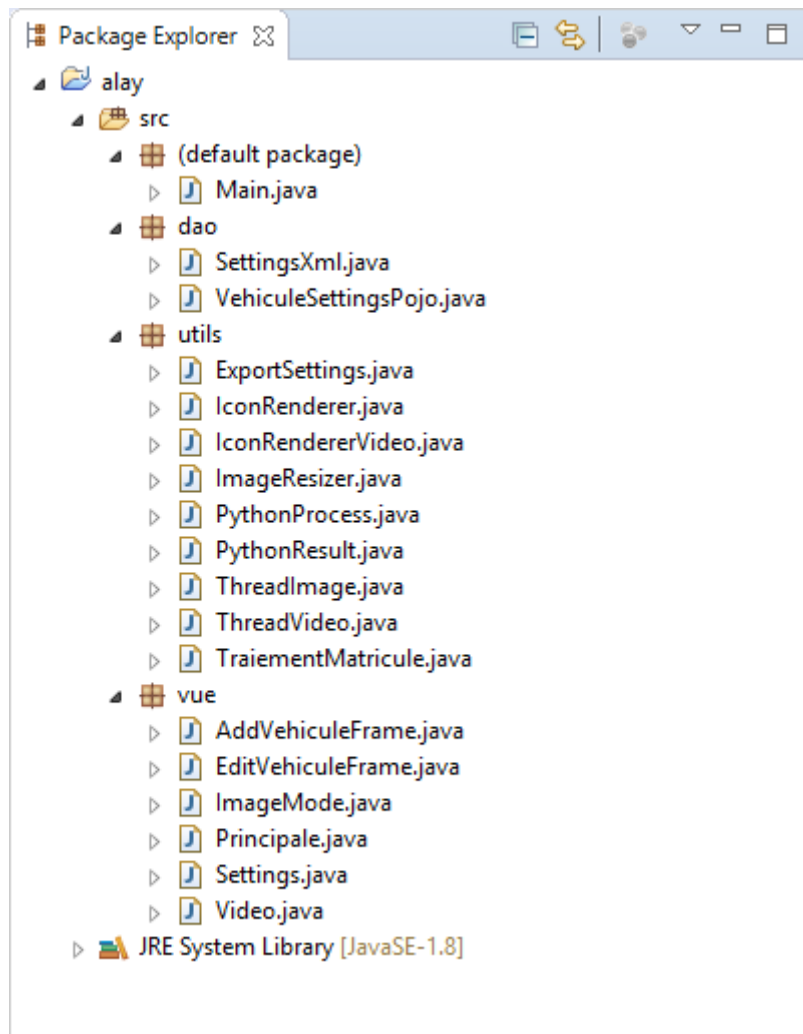 Package Explorer
alay
src
(default package)
Main.java
dao
SettingsXml.java
VehiculeSettingsPojo.java
utils
ExportSettings.java
IconRenderer.java
IconRendererVideo.java
ImageResizer.java
PythonProcess.java
PythonResult.java
ThreadImage.java
ThreadVideo.java
TraiementMatricule.java
vue
AddVehiculeFrame.java
EditVehiculeFrame.java
ImageMode.java
Principale.java
Settings.java
Video.java
JRE System Library [JavaSE-1.8]